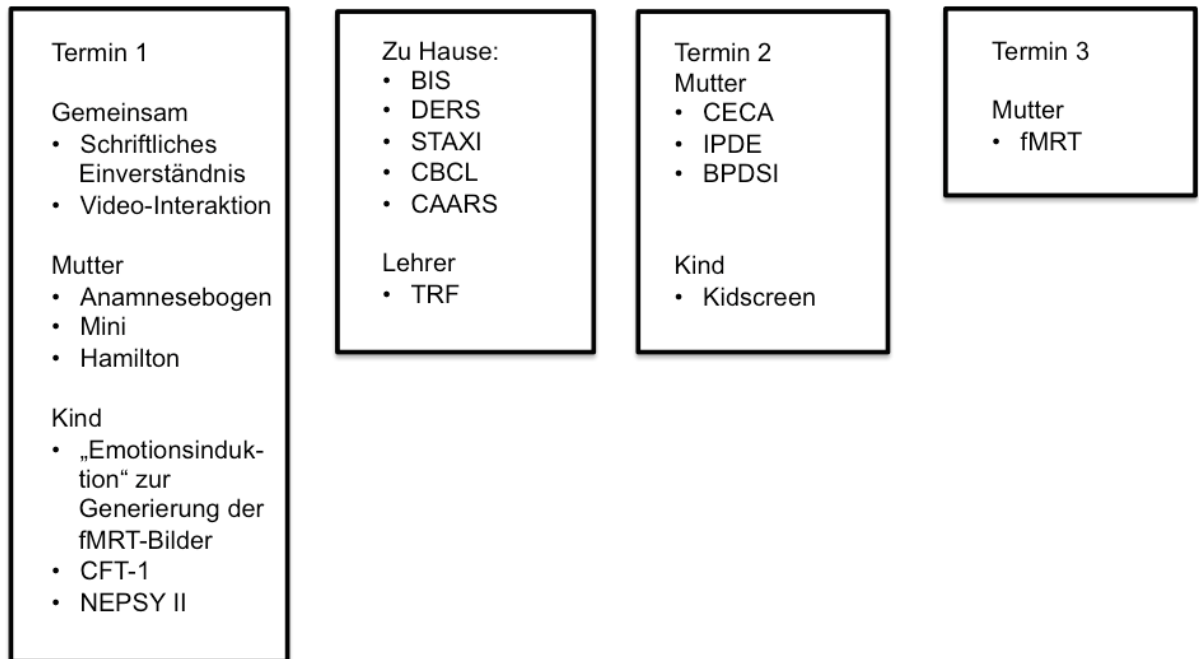 Termin 1
Gemeinsam
• Schriftliches
Einverständnis
• Video-Interaktion
Mutter
• Anamnesebogen
• Mini
• Hamilton
Kind
• „Emotionsinduk-
tion“ zur
Generierung der
fMRT-Bilder
• CFT-1
• NEPSY II
Zu Hause:
• BIS
• DERS
• STAXI
• CBCL
• CAARS
Lehrer
• TRF
Termin 2
Mutter
• CECA
• IPDE
• BPDSI
Kind
• Kidscreen
Termin 3
Mutter
• fMRT